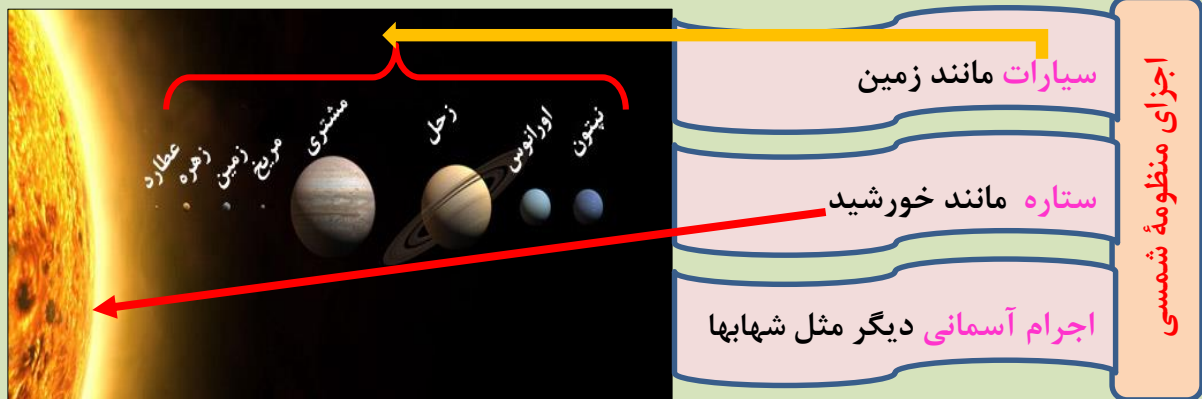 اجزای منظومهٔ شمسی
سیارات مانند زمین
ستاره مانند خورشید
اجرام آسمانی دیگر مثل شهابها
نپتون
اورانوس
زحل
مشتری
مریخ
زمین
زهره
عطارد